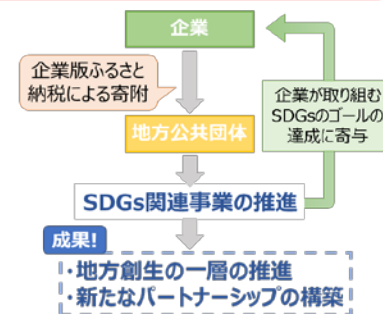 企業
企業版ふるさと
納税による寄附
企業が取り組む
SDGsのゴールの
達成に寄与
地方公共団体
SDGs関連事業の推進
成果!
・地方創生の一層の推進
・新たなパートナーシップの構築